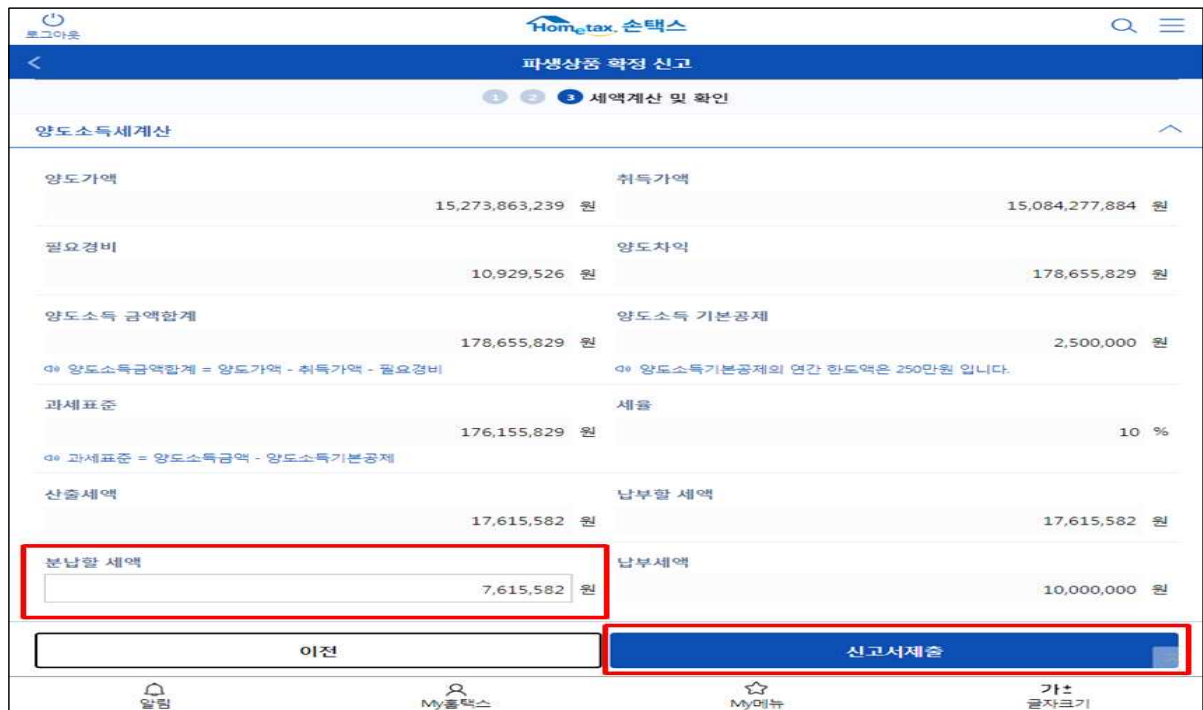 로그아웃
Hometax. 손택스
파생상품 확정 신고
1 2 3 세액계산 및 확인
양도소득세계산
양도가액 취득가액
15,273,863,239 원 15,084,277,884 원
필요경비 양도차익
10,929,526 원 178,655,829 원
양도소득 금액합계 양도소득 기본공제
178,655,829 원 2,500,000 원
양도소득금액합계 = 양도가액 - 취득가액 - 필요경비 양도소득기본공제의 연간 한도액은 250만원 입니다.
과세표준 세율
176,155,829 원 10 %
과세표준 = 양도소득금액 - 양도소득기본공제
산출세액 납부할 세액
17,615,582 원 17,615,582 원
분납할 세액 납부세액
7,615,582 원 10,000,000 원
이전 신고서제출
알림 My홈택스 My메뉴 가± 글자크기